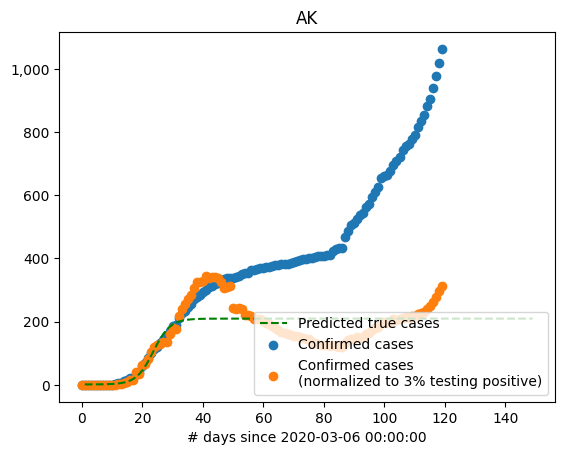 AK
1,000
800
600
400
200
0
Predicted true cases
Confirmed cases
Confirmed cases
(normalized to 3% testing positive)
0 20 40 60 80 100 120 140
# days since 2020-03-06 00:00:00